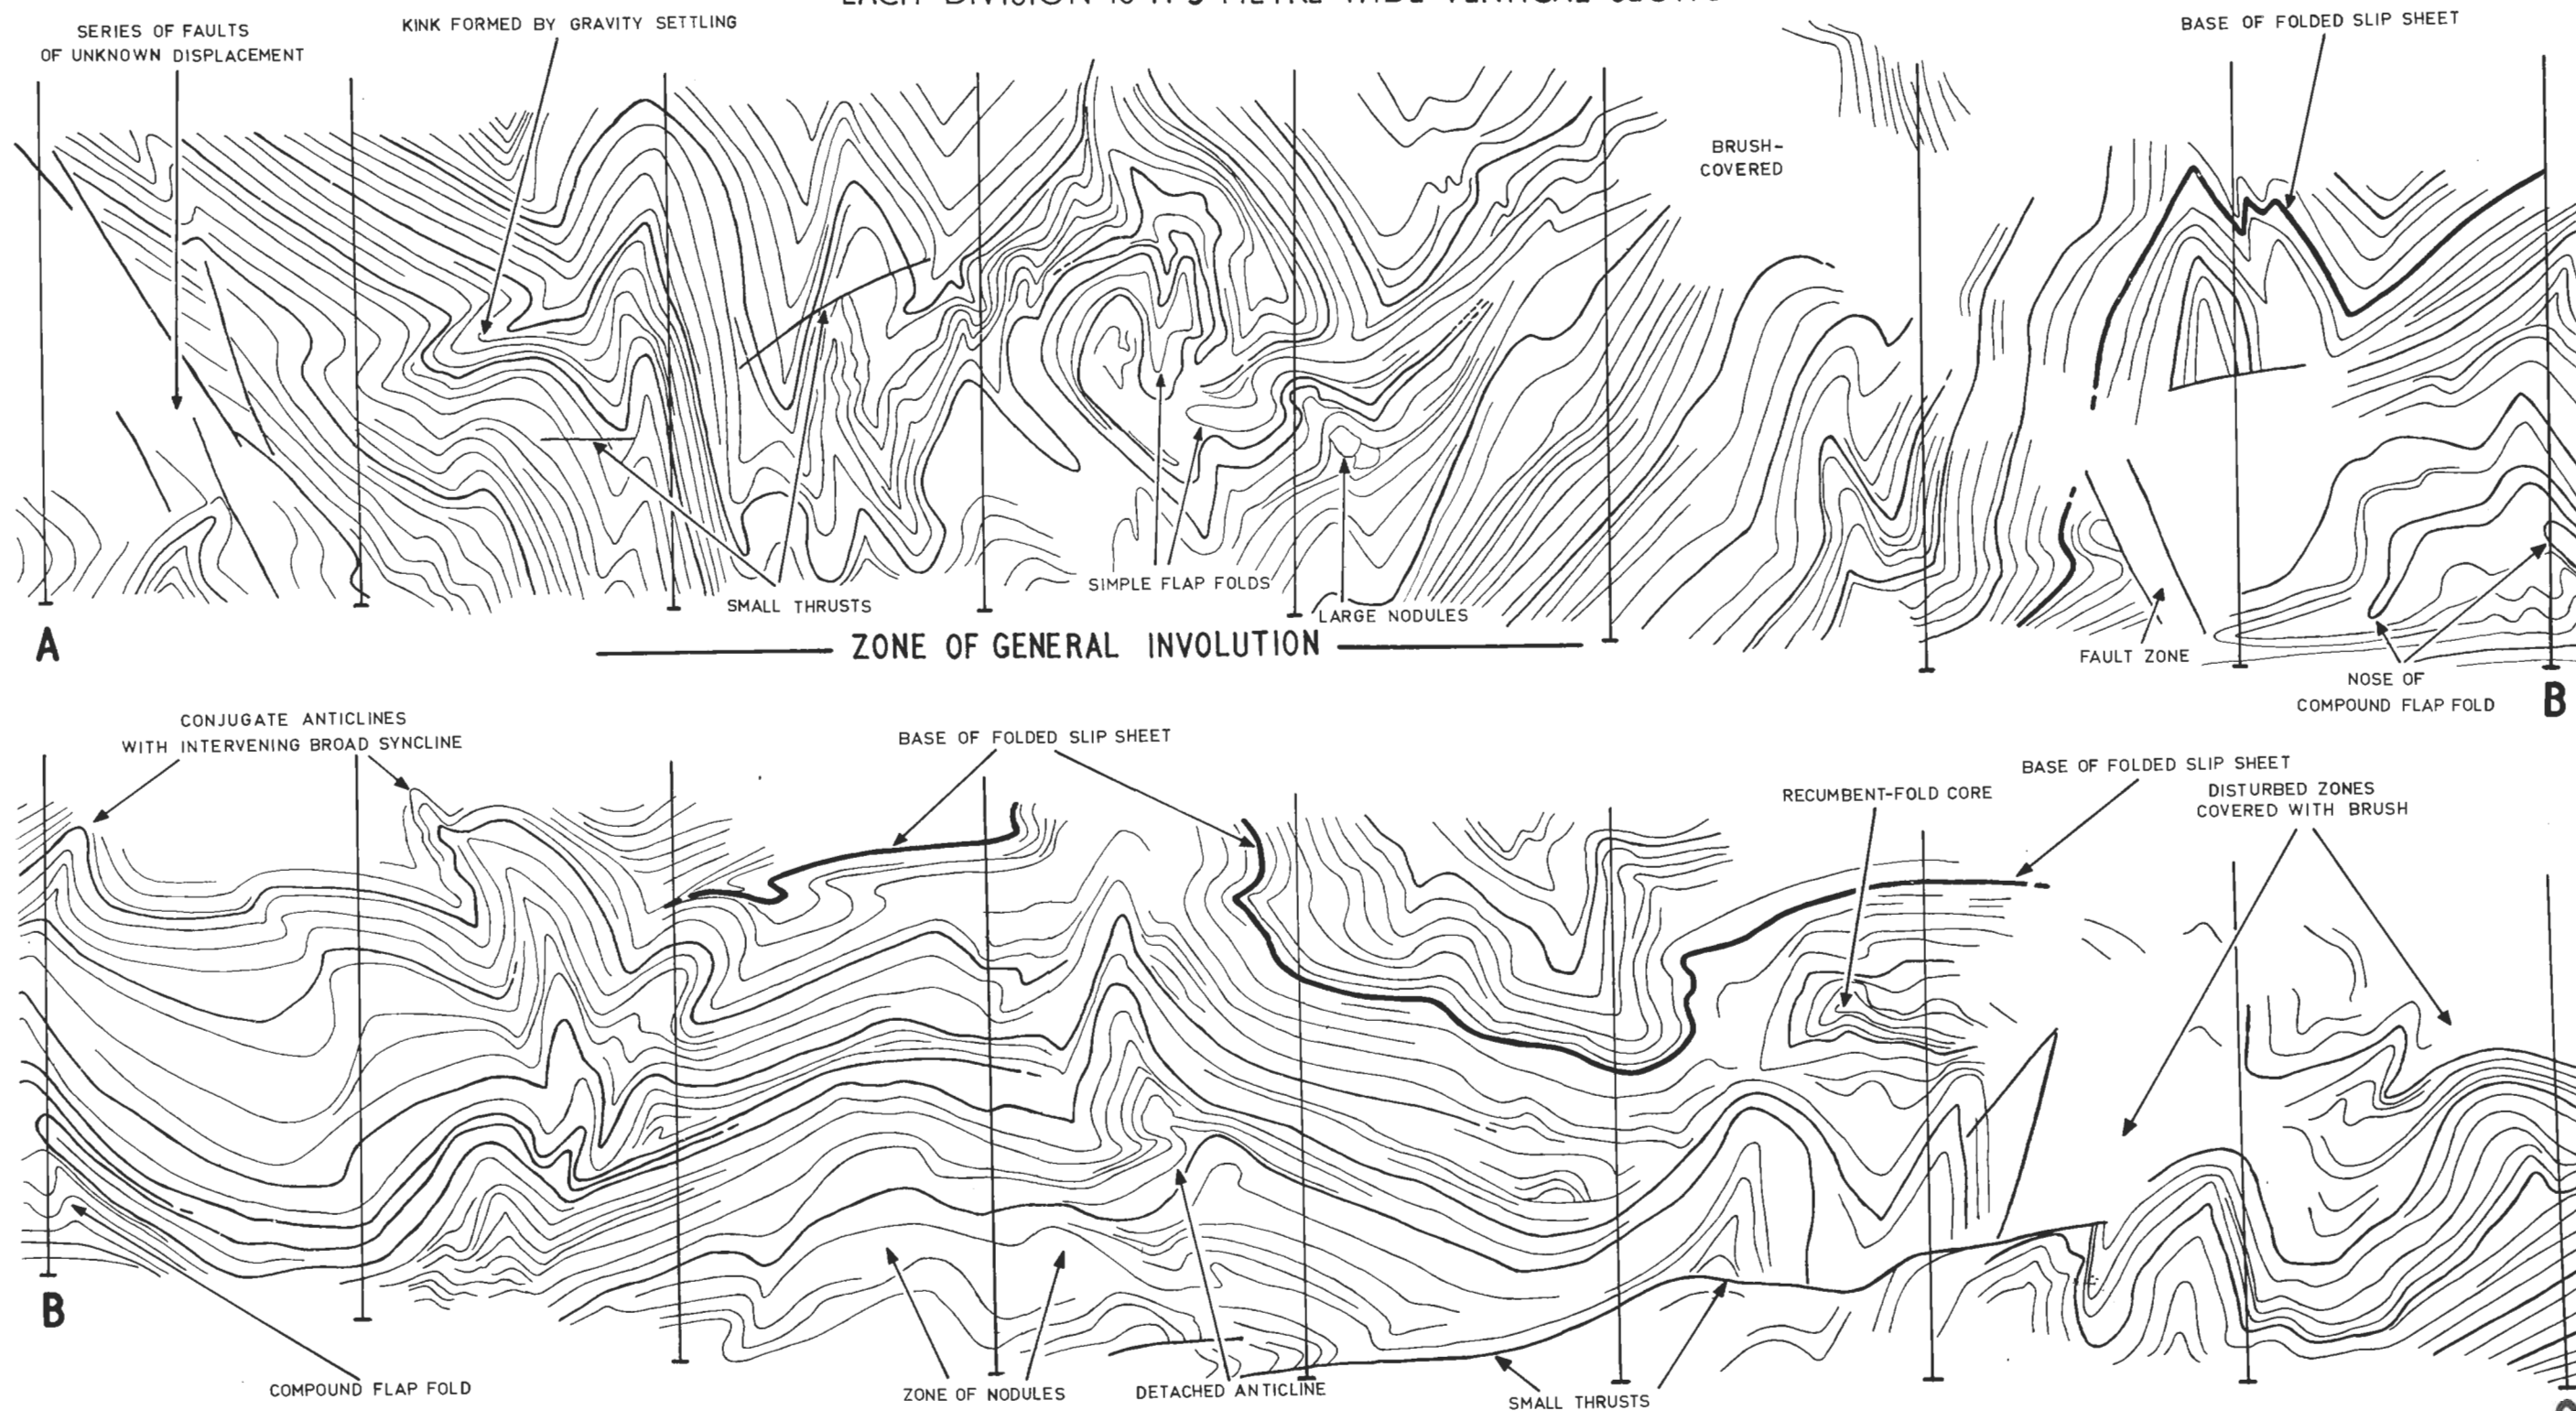 SERIES OF FAULTS
OF UNKNOWN DISPLACEMENT
KINK FORMED BY GRAVITY SETTLING
BASE OF FOLDED SLIP SHEET
BRUSH-
COVERED
SMALL THRUSTS
SIMPLE FLAP FOLDS
LARGE NODULES
FAULT ZONE
NOSE OF
COMPOUND FLAP FOLD
A
ZONE OF GENERAL INVOLUTION
B
CONJUGATE ANTICLINES
WITH INTERVENING BROAD SYNCLINE
BASE OF FOLDED SLIP SHEET
BASE OF FOLDED SLIP SHEET
RECUMBENT-FOLD CORE
DISTURBED ZONES
COVERED WITH BRUSH
B
COMPOUND FLAP FOLD
ZONE OF NODULES
DETACHED ANTICLINE
SMALL THRUSTS